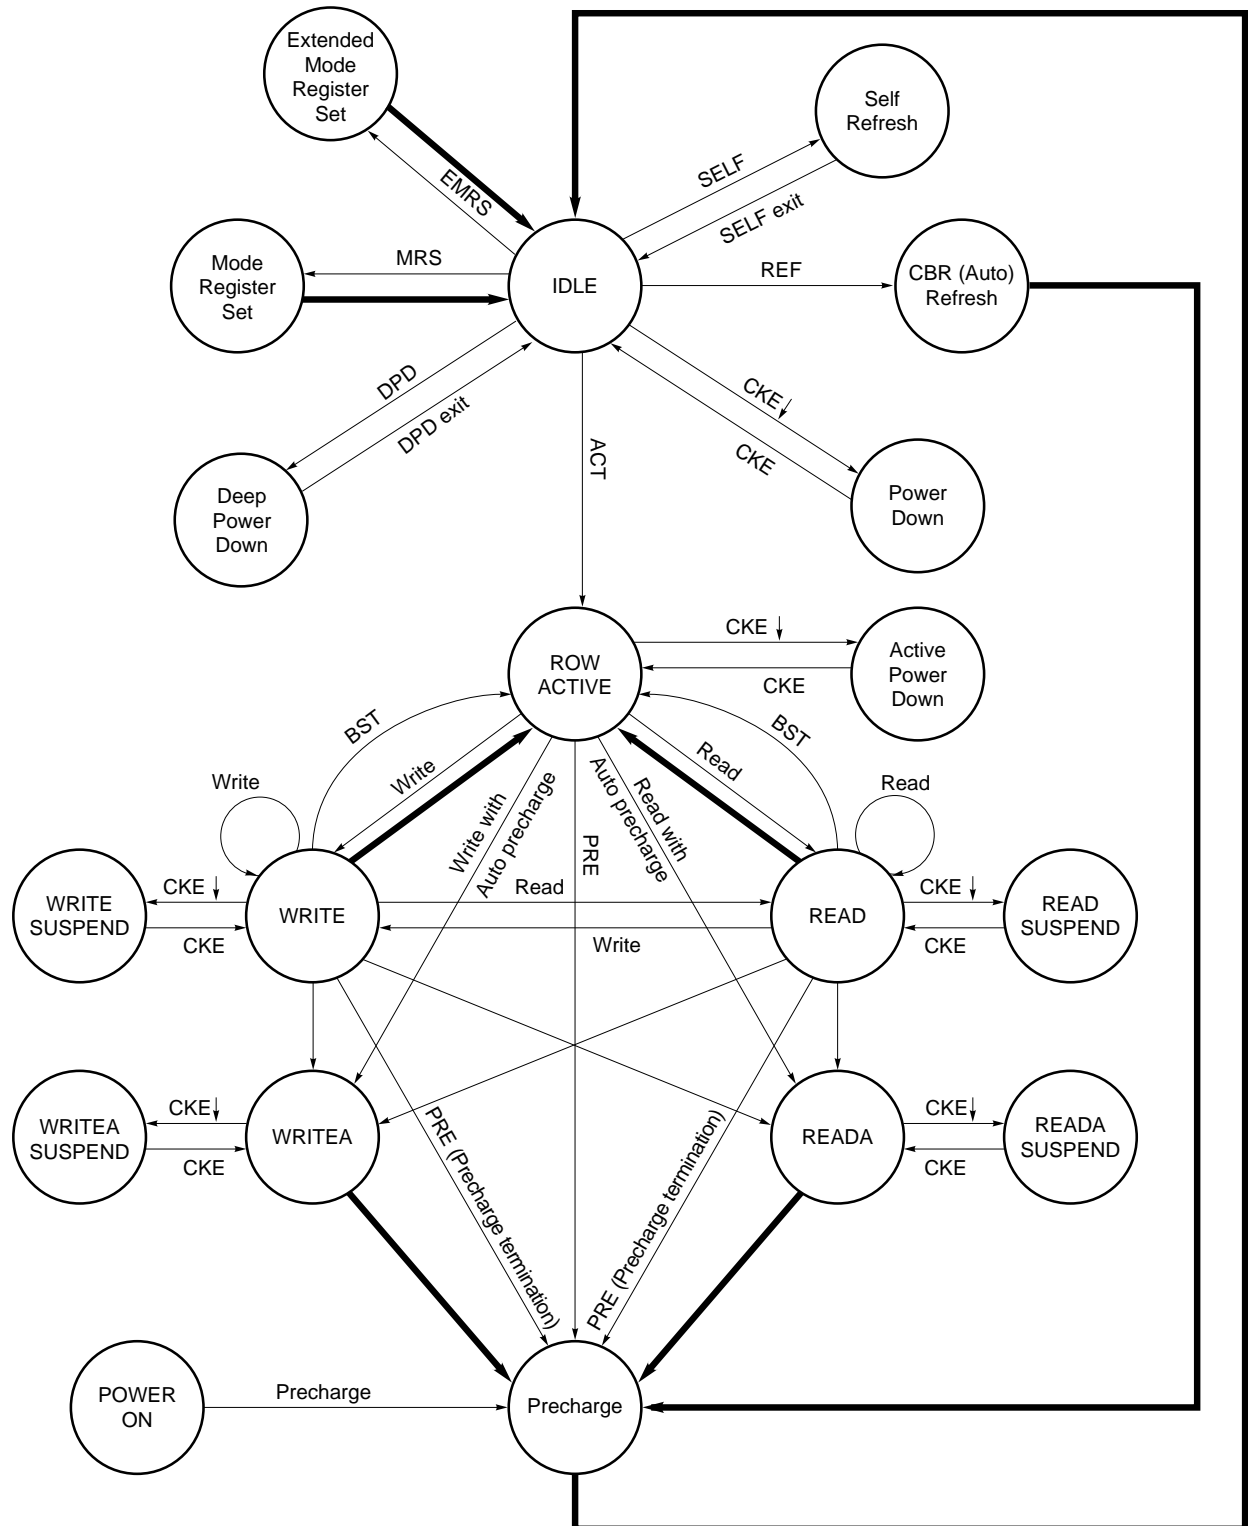 Extended
Mode
Register
Set
Self
Refresh
SELF
EMRS
SELF exit
Mode
Register
Set
MRS
IDLE
REF
CBR (Auto)
Refresh
DPD
DPD exit
CKE
CKE
ACT
Deep
Power
Down
Power
Down
ROW
ACTIVE
CKE
CKE
Active
Power
Down
BST
BST
Write
Write
Read
Read
Write with
Auto precharge
PRE
Read with
Auto precharge
WRITE
SUSPEND
CKE
CKE
WRITE
Read
Write
READ
CKE
CKE
READ
SUSPEND
WRITEA
SUSPEND
CKE
CKE
WRITEA
PRE (Precharge termination)
PRE (Precharge termination)
READA
CKE
CKE
READA
SUSPEND
POWER
ON
Precharge
Precharge